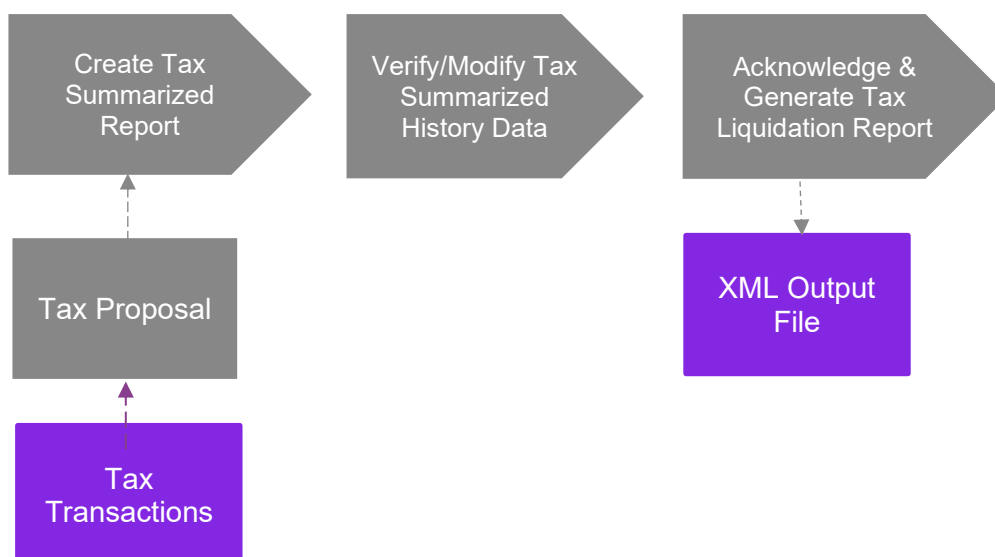 Create Tax
Summarized
Report
Verify/Modify Tax
Summarized
History Data
Acknowledge &
Generate Tax
Liquidation Report
Tax Proposal
XML Output
File
Tax
Transactions